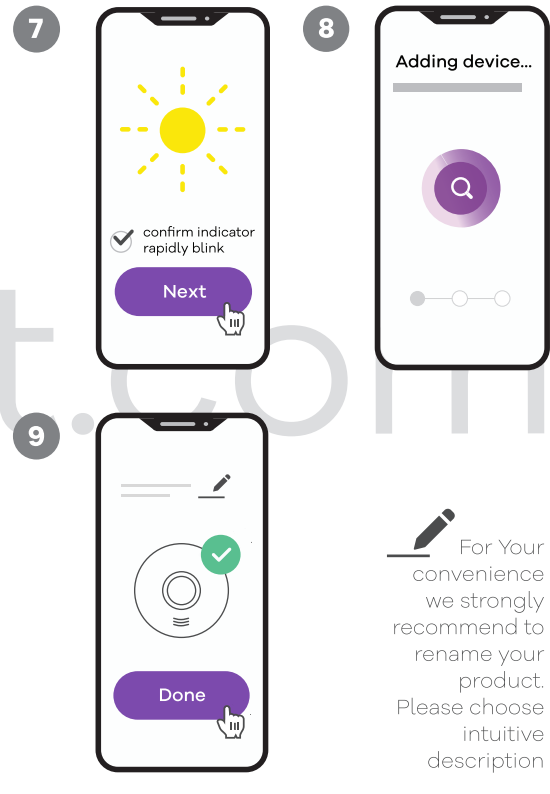 7
confirm indicator
rapidly blink
Next
8
Adding device...
t.com
9
Done
For Your
convenience
we strongly
recommend to
rename your
product.
Please choose
intuitive
description